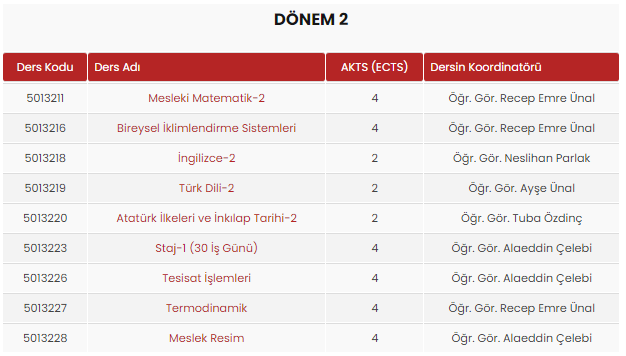 DÖNEM 2
Ders Kodu Ders Adı AKTS (ECTS) Dersin Koordinatörü
5013211 Mesleki Matematik-2 4 Öğr. Gör. Recep Emre Ünal
5013216 Bireysel İklimlendirme Sistemleri 4 Öğr. Gör. Recep Emre Ünal
5013218 İngilizce-2 2 Öğr. Gör. Neslihan Parlak
5013219 Türk Dili-2 2 Öğr. Gör. Ayşe Ünal
5013220 Atatürk İlkeleri ve İnkılap Tarihi-2 2 Öğr. Gör. Tuba Özdinç
5013223 Staj-1 (30 İş Günü) 4 Öğr. Gör. Alaeddin Çelebi
5013226 Tesisat İşlemleri 4 Öğr. Gör. Alaeddin Çelebi
5013227 Termodinamik 4 Öğr. Gör. Recep Emre Ünal
5013228 Meslek Resim 4 Öğr. Gör. Alaeddin Çelebi